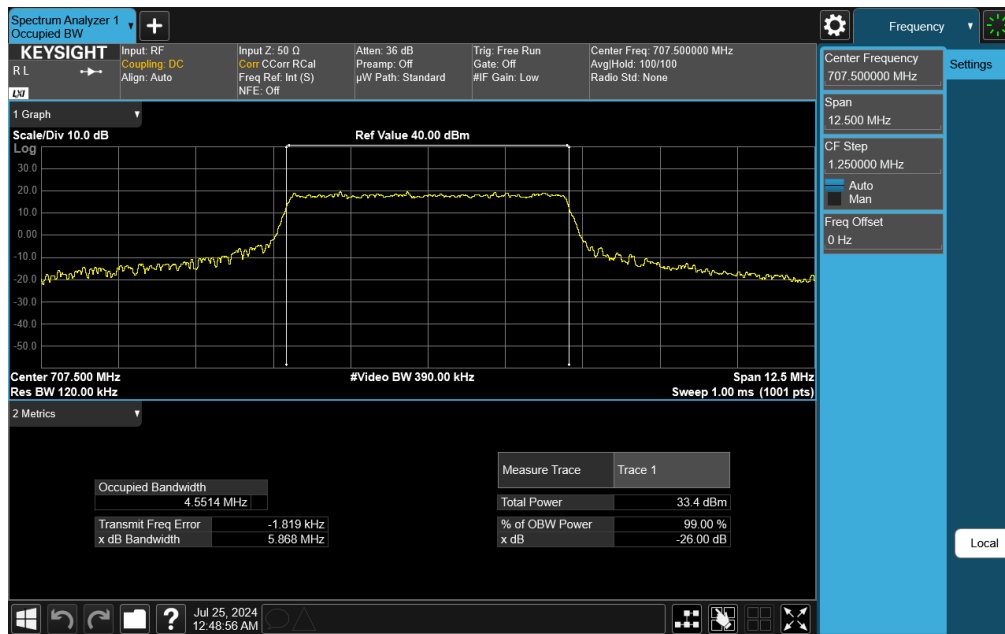 Spectrum Analyzer 1
Occupied BW
Frequency
KEYSIGHT
R L
LXI
Input: RF
Coupling: DC
Align: Auto
Input Z: 50 Ω
Corr CCorr RCal
Freq Ref: Int (S)
NFE: Off
Atten: 36 dB
Preamp: Off
µW Path: Standard
Trig: Free Run
Gate: Off
#IF Gain: Low
Center Freq: 707.500000 MHz
Avg|Hold: 100/100
Radio Std: None
Center Frequency
707.500000 MHz
Settings
Span
12.500 MHz
CF Step
1.250000 MHz
Auto
Man
Freq Offset
0 Hz
1 Graph
Scale/Div 10.0 dB
Ref Value 40.00 dBm
Log
30.0
20.0
10.0
0.00
-10.0
-20.0
-30.0
-40.0
-50.0
Center 707.500 MHz
#Video BW 390.00 kHz
Span 12.5 MHz
Res BW 120.00 kHz
Sweep 1.00 ms (1001 pts)
2 Metrics
Measure Trace Trace 1
Occupied Bandwidth
4.5514 MHz
Total Power 33.4 dBm
Transmit Freq Error -1.819 kHz
% of OBW Power 99.00 %
x dB Bandwidth 5.868 MHz
x dB -26.00 dB
Local
?
Jul 25, 2024
12:48:56 AM